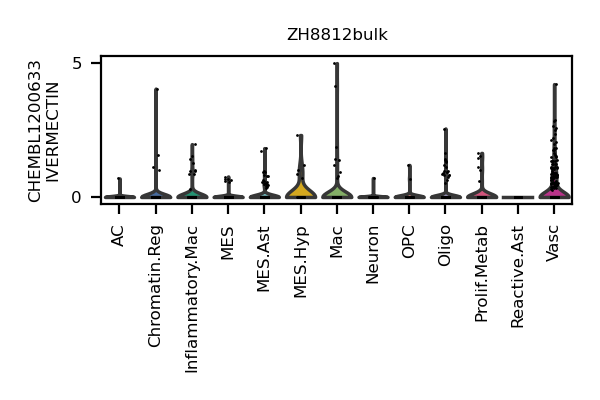 ZH8812bulk
CHEMBL1200633
IVERMECTIN
5
0
AC
Chromatin.Reg
Inflammatory.Mac
MES
MES.Ast
MES.Hyp
Mac
Neuron
OPC
Oligo
Prolif.Metab
Reactive.Ast
Vasc